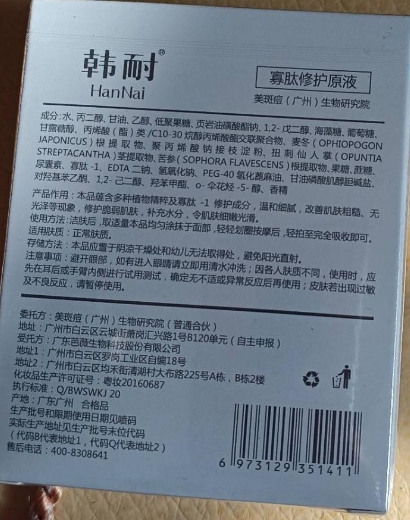 韩耐®
HanNai
寡肽修护原液
美斑痘（广州）生物研究院
成分:水、丙二醇、甘油、乙醇、低聚果糖、页岩油磺酸酯钠、1,2-戊二醇、海藻糖、葡萄糖、
甘露糖醇、丙烯酸（酯）类/C10-30 烷醇丙烯酸酯交联聚合物、麦冬（OPHIOPOGON
JAPONICUS）根提取物、聚丙烯酸钠接枝淀粉、扭刺仙人掌（OPUNTIA
STREPTACANTHA）茎提取物、苦参（SOPHORA FLAVESCENS）根提取物、果糖、蔗糖、
尿囊素、寡肽 -1、EDTA 二钠、氢氧化钠、PEG-40 氢化蓖麻油、甘油磷酸肌醇胆碱盐、
对羟基苯乙酮、1,2-己二醇、羟苯甲酯、o- 伞花烃 -5- 醇、香精
产品作用：本品蕴含多种植物精粹及寡肽 -1 修护成分，温和细腻，改善肌肤粗糙、无
光泽等现象，修护脆弱肌肤，补充水分，令肌肤细嫩光滑。
使用方法:洁肤后,取适量本品均匀涂抹于面部,轻轻划圈按摩后,轻拍至完全吸收即可。
适用肤质：正常肤质。
存储方法：本品应置于阴凉干燥处和幼儿无法取得处，避免阳光直射。
注意事项：避开眼部，如有进入眼睛请立即用清水冲洗；因各人肤质不同，使用时，应
先在耳后或手臂内侧进行试用测试，确定无不适或异常反应后再使用；皮肤若出现过敏
及不良反应，请暂停使用。
委托方：美斑痘（广州）生物研究院（普通合伙）
地址：广州市白云区云城街萧岗汇兴路1号B120单元（自主申报）
受托方：广东芭薇生物科技股份有限公司
地址1：广州市白云区罗岗工业区自编18号
地址2：广州市白云区均禾街清湖村大布路225号A栋、B栋2楼
化妆品生产许可证号：粤妆20160687
执行标准：Q/BWSWKJ 20
产地：广东广州 合格品
生产批号和限期使用日期见喷码
实际生产地址见生产批号末位代码
（代码B代表地址1，代码Q代表地址2）
售后电话：400-8308641
6 973129 351411